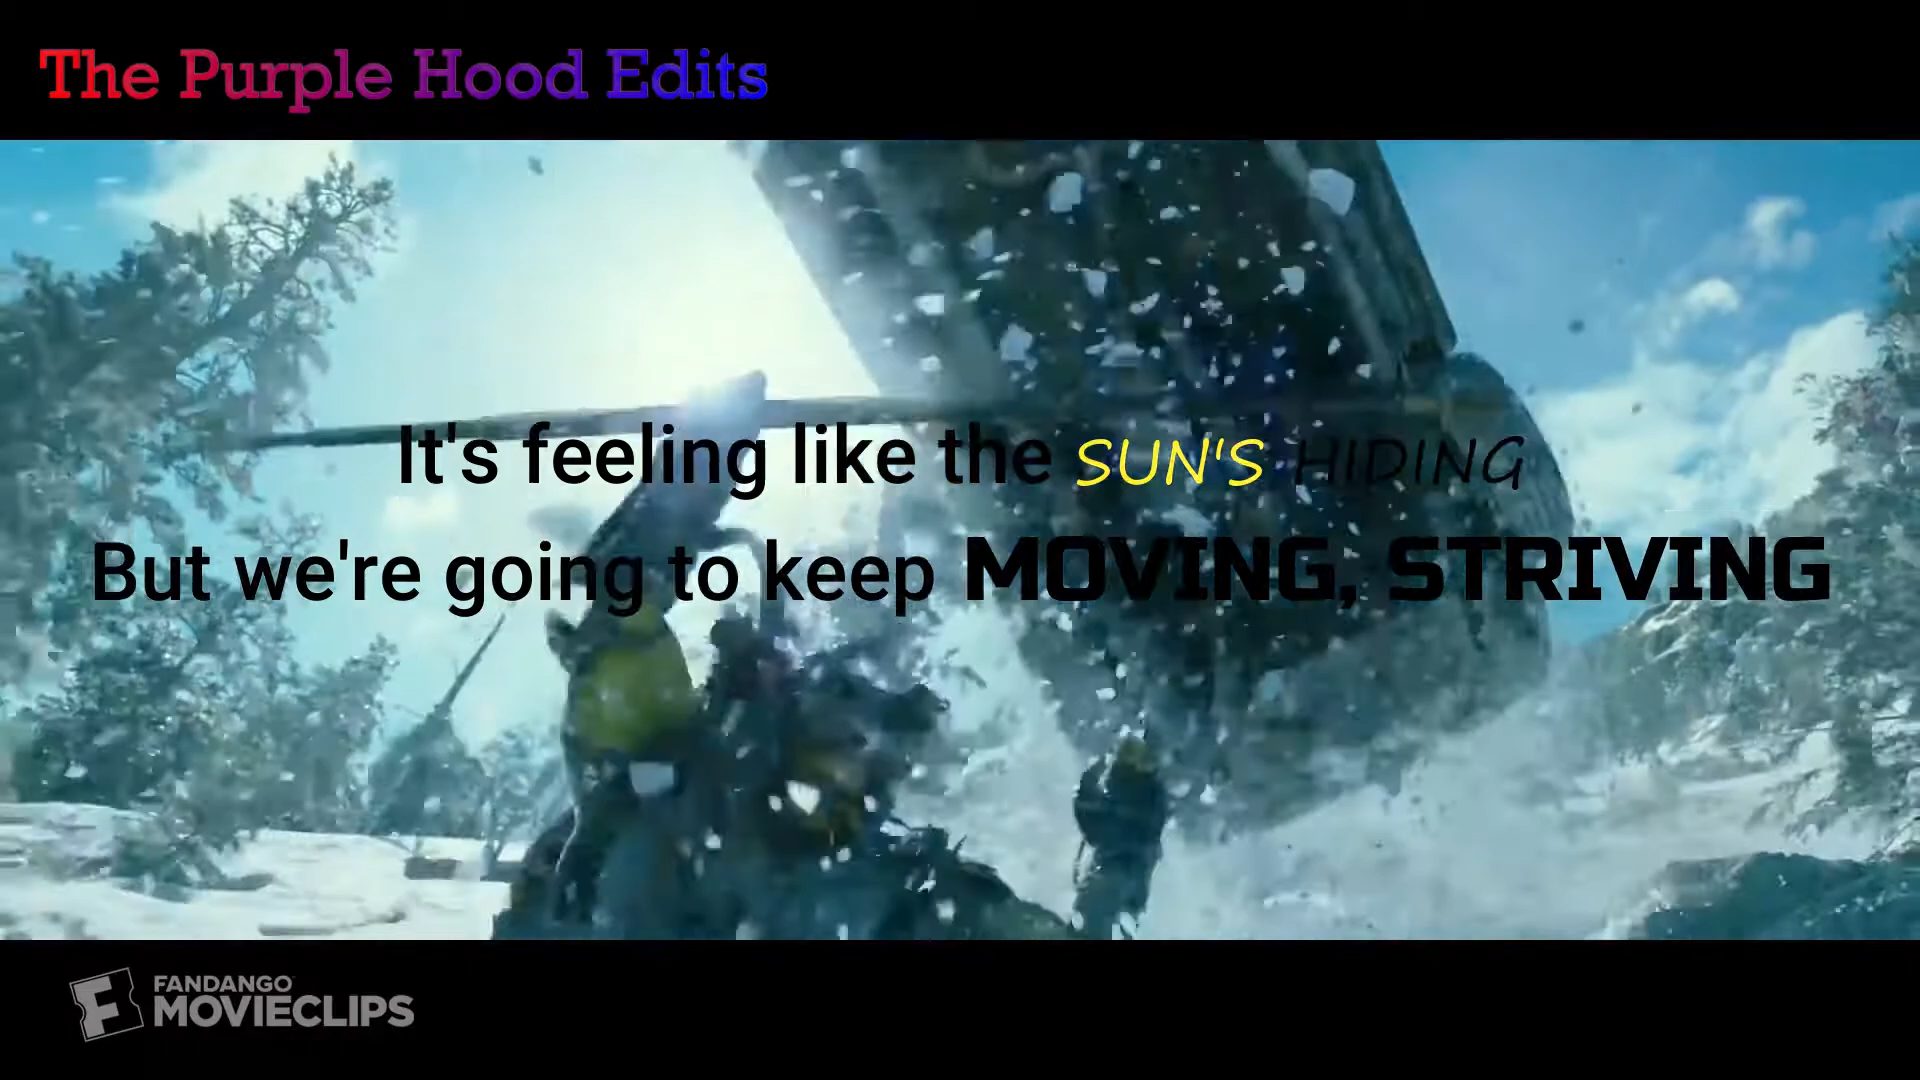 The Purple Hood Edits
It's feeling like the SUN'S HIDING
But we're going to keep MOVING, STRIVING
FANDANGO
MOVIECLIPS